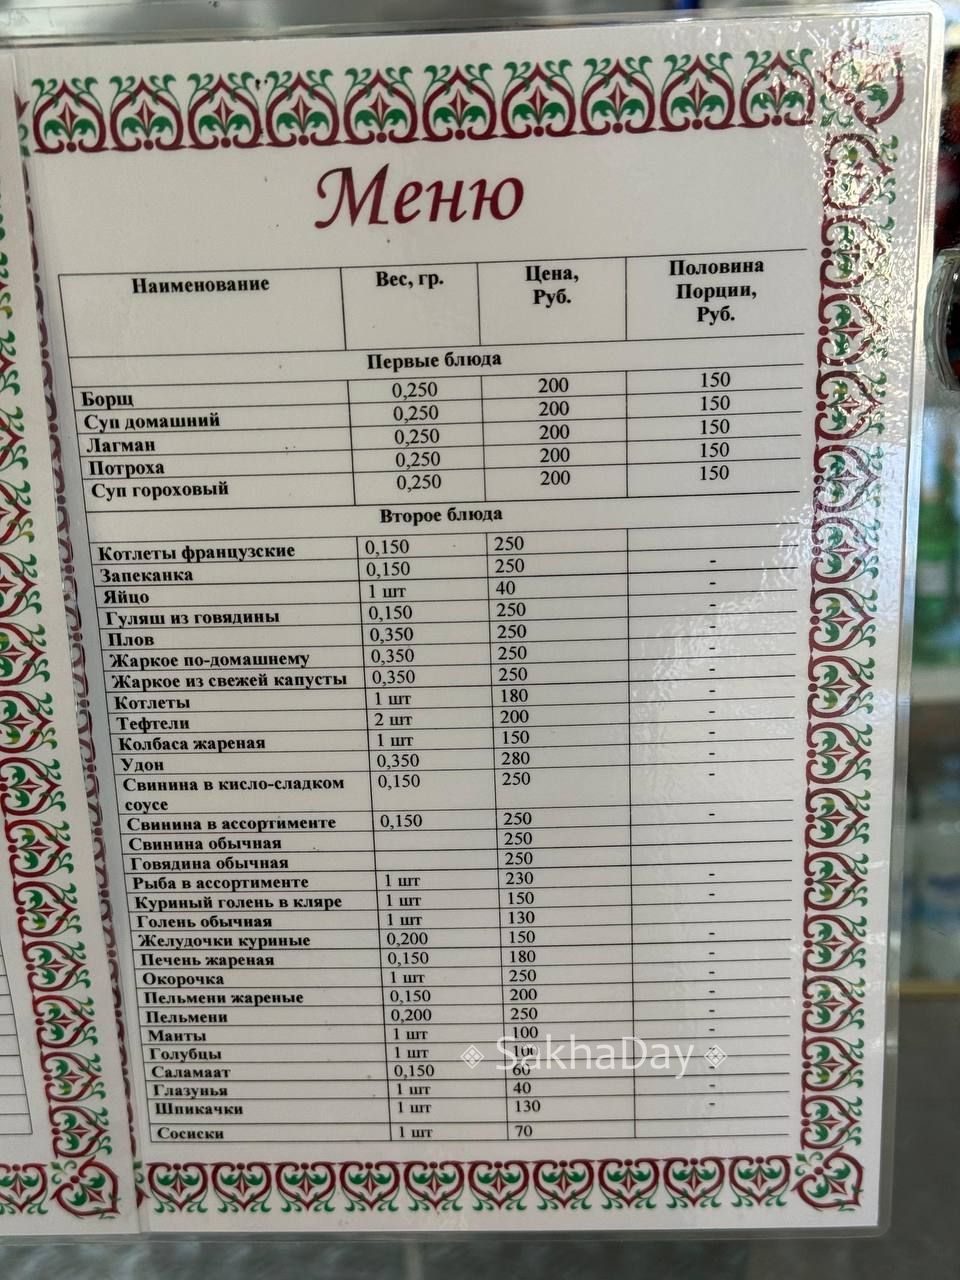 Меню
Наименование Вес, гр. Цена, Руб. Половина Порции, Руб.
Первые блюда
Борщ 0,250 200 150
Суп домашний 0,250 200 150
Лагман 0,250 200 150
Потроха 0,250 200 150
Суп гороховый 0,250 200 150
Второе блюда
Котлеты французские 0,150 250
Запеканка 0,150 250 -
Яйцо 1 шт 40 -
Гуляш из говядины 0,150 250 -
Плов 0,350 250 -
Жаркое по-домашнему 0,350 250 -
Жаркое из свежей капусты 0,350 250 -
Котлеты 1 шт 180 -
Тефтели 2 шт 200 -
Колбаса жареная 1 шт 150 -
Удон 0,350 280 -
Свинина в кисло-сладком 0,150 250 -
соусе
Свинина в ассортименте 0,150 250 -
Свинина обычная 250
Говядина обычная 250
Рыба в ассортименте 1 шт 230 -
Куриный голень в кляре 1 шт 150 -
Голень обычная 1 шт 130
Желудочки куриные 0,200 150 -
Печень жареная 0,150 180 -
Окорочка 1 шт 250 -
Пельмени жареные 0,150 200 -
Пельмени 0,200 250 -
Манты 1 шт 100 -
Голубцы 1 шт 100 -
Саламаат 0,150 60 -
Глазунья 1 шт 40 -
Шпикачки 1 шт 130 -
Сосиски 1 шт 70
SakhaDay